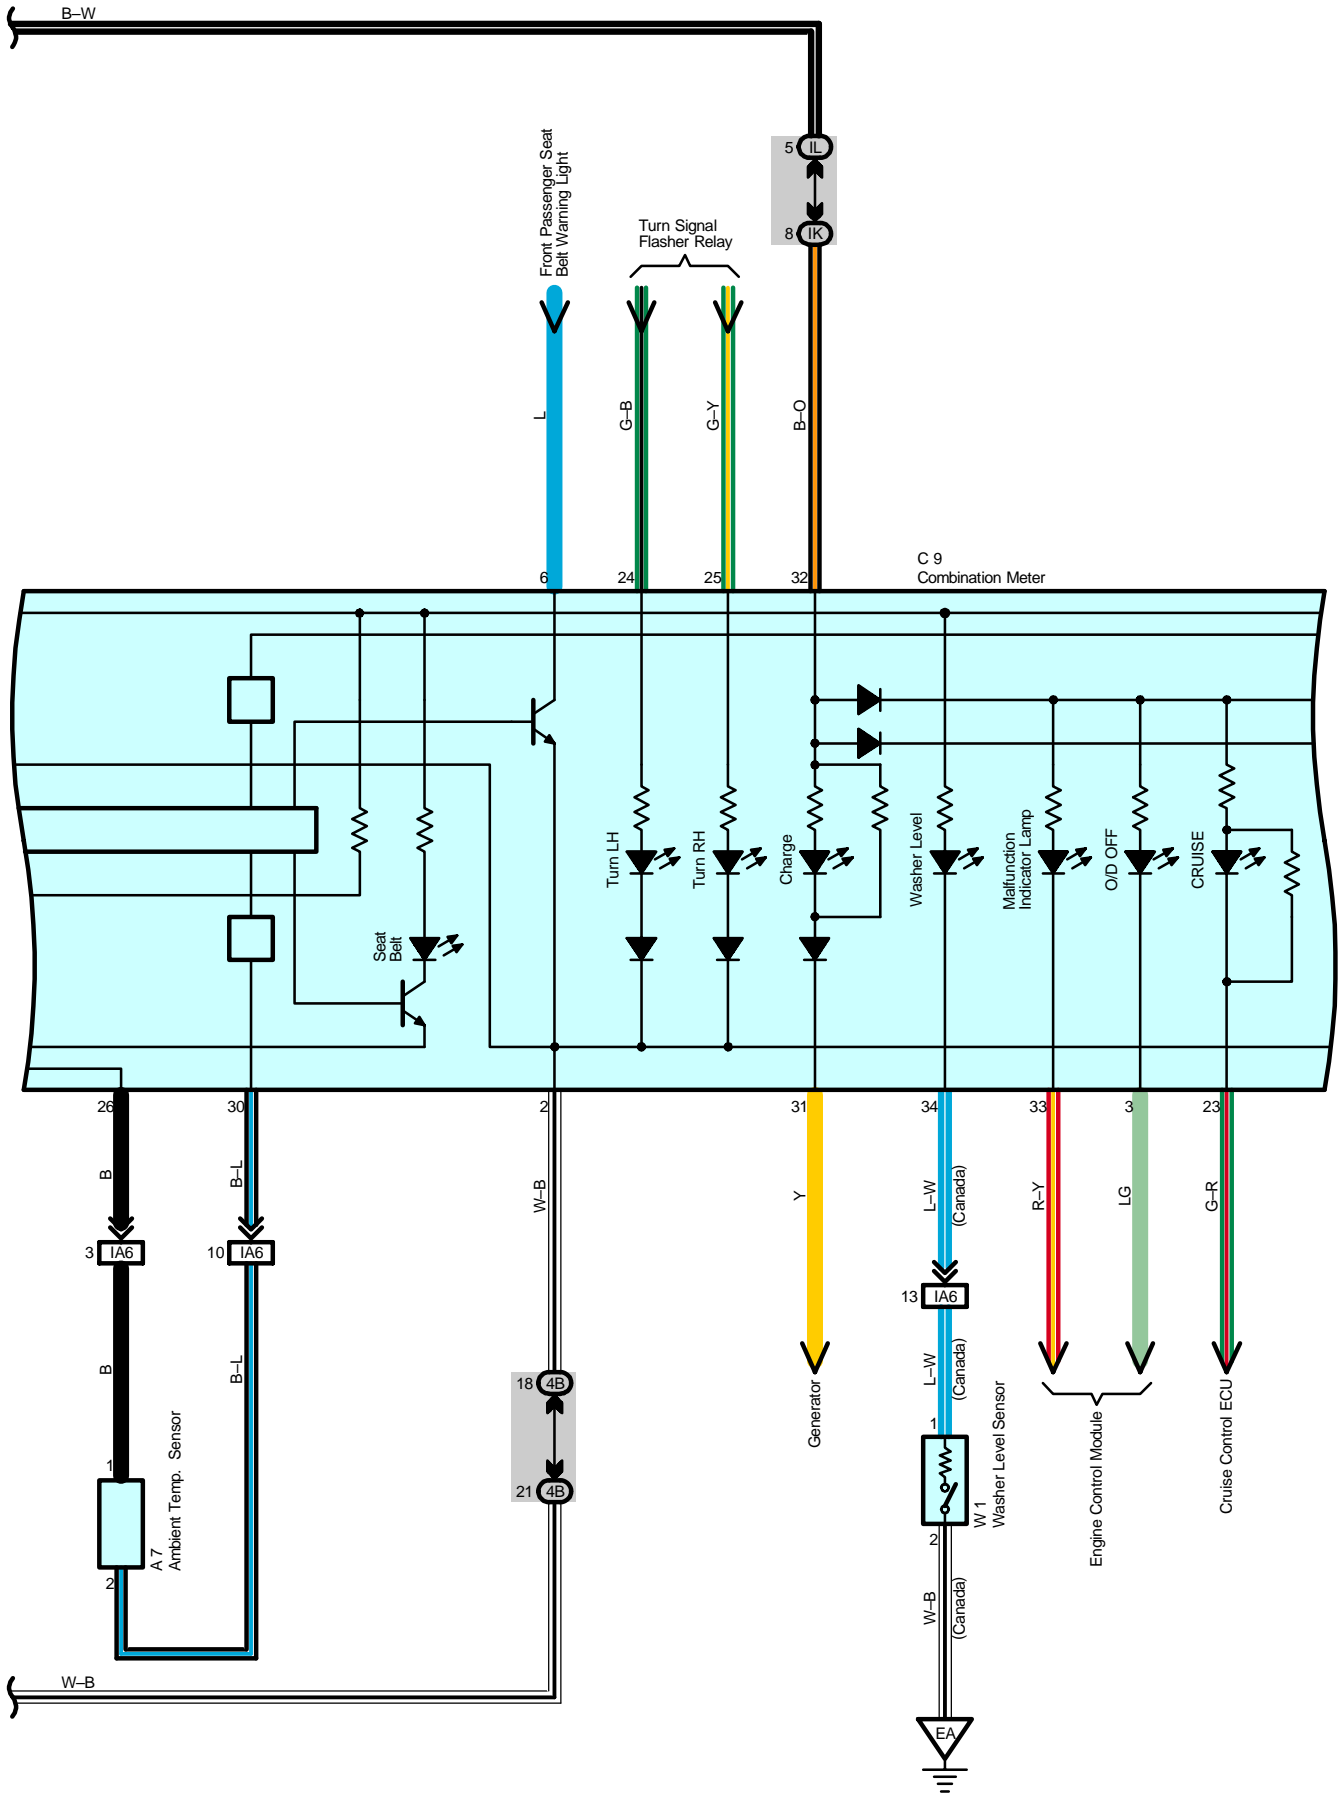 B–W
5 IL
8 IK
Front Passenger Seat
Belt Warning Light
Turn Signal
Flasher Relay
L
G–B
G–Y
B–O
C 9
Combination Meter
6
24
25
32
Turn LH
Turn RH
Charge
Washer Level
Malfunction
Indicator Lamp
O/D OFF
CRUISE
Seat
Belt
26
30
2
31
34
33
3
23
B
B–L
W–B
Y
L–W
(Canada)
R–Y
LG
G–R
3 IA6
10 IA6
13 IA6
B
B–L
L–W
(Canada)
18 4B
21 4B
Generator
Engine Control Module
Cruise Control ECU
1
A 7
Ambient Temp. Sensor
2
1
W 1
Washer Level Sensor
2
W–B
(Canada)
W–B
EA